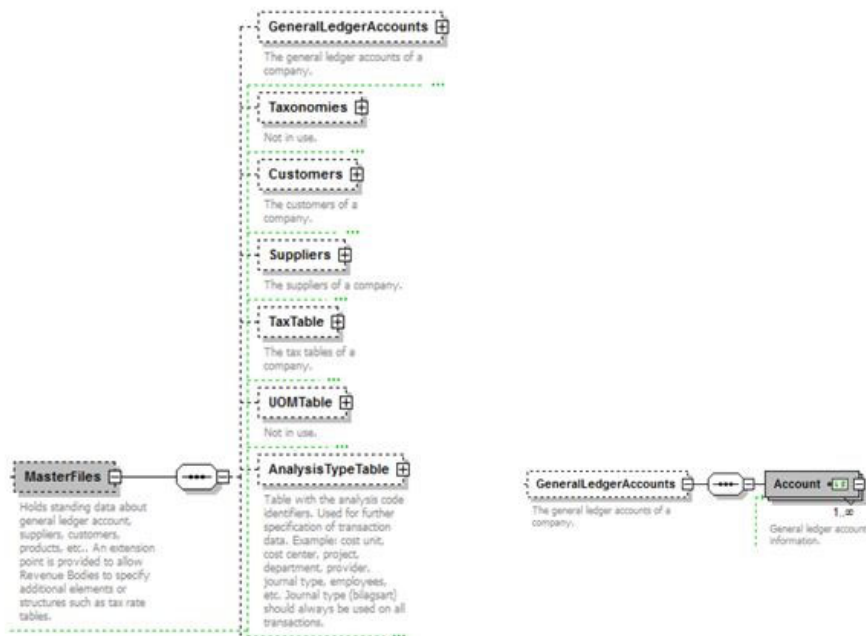 GeneralLedgerAccounts
The general ledger accounts of a
company.
Taxonomies
Not in use.
Customers
The customers of a
company.
Suppliers
The suppliers of a company.
TaxTable
The tax tables of a
company.
UOMTable
Not in use.
MasterFiles
Holds standing data about
general ledger account,
suppliers, customers,
products, etc.. An extension
point is provided to allow
Revenue Bodies to specify
additional elements or
structures such as tax rate
tables.
AnalysisTypeTable
Table with the analysis code
identifiers. Used for further
specification of transaction
data. Example: cost unit,
cost center, project,
department, provider,
journal type, employees,
etc. Journal type (bilagsart)
should always be used on all
transactions.
GeneralLedgerAccounts
The general ledger accounts of a
company.
Account
1..∞
General ledger account
information.